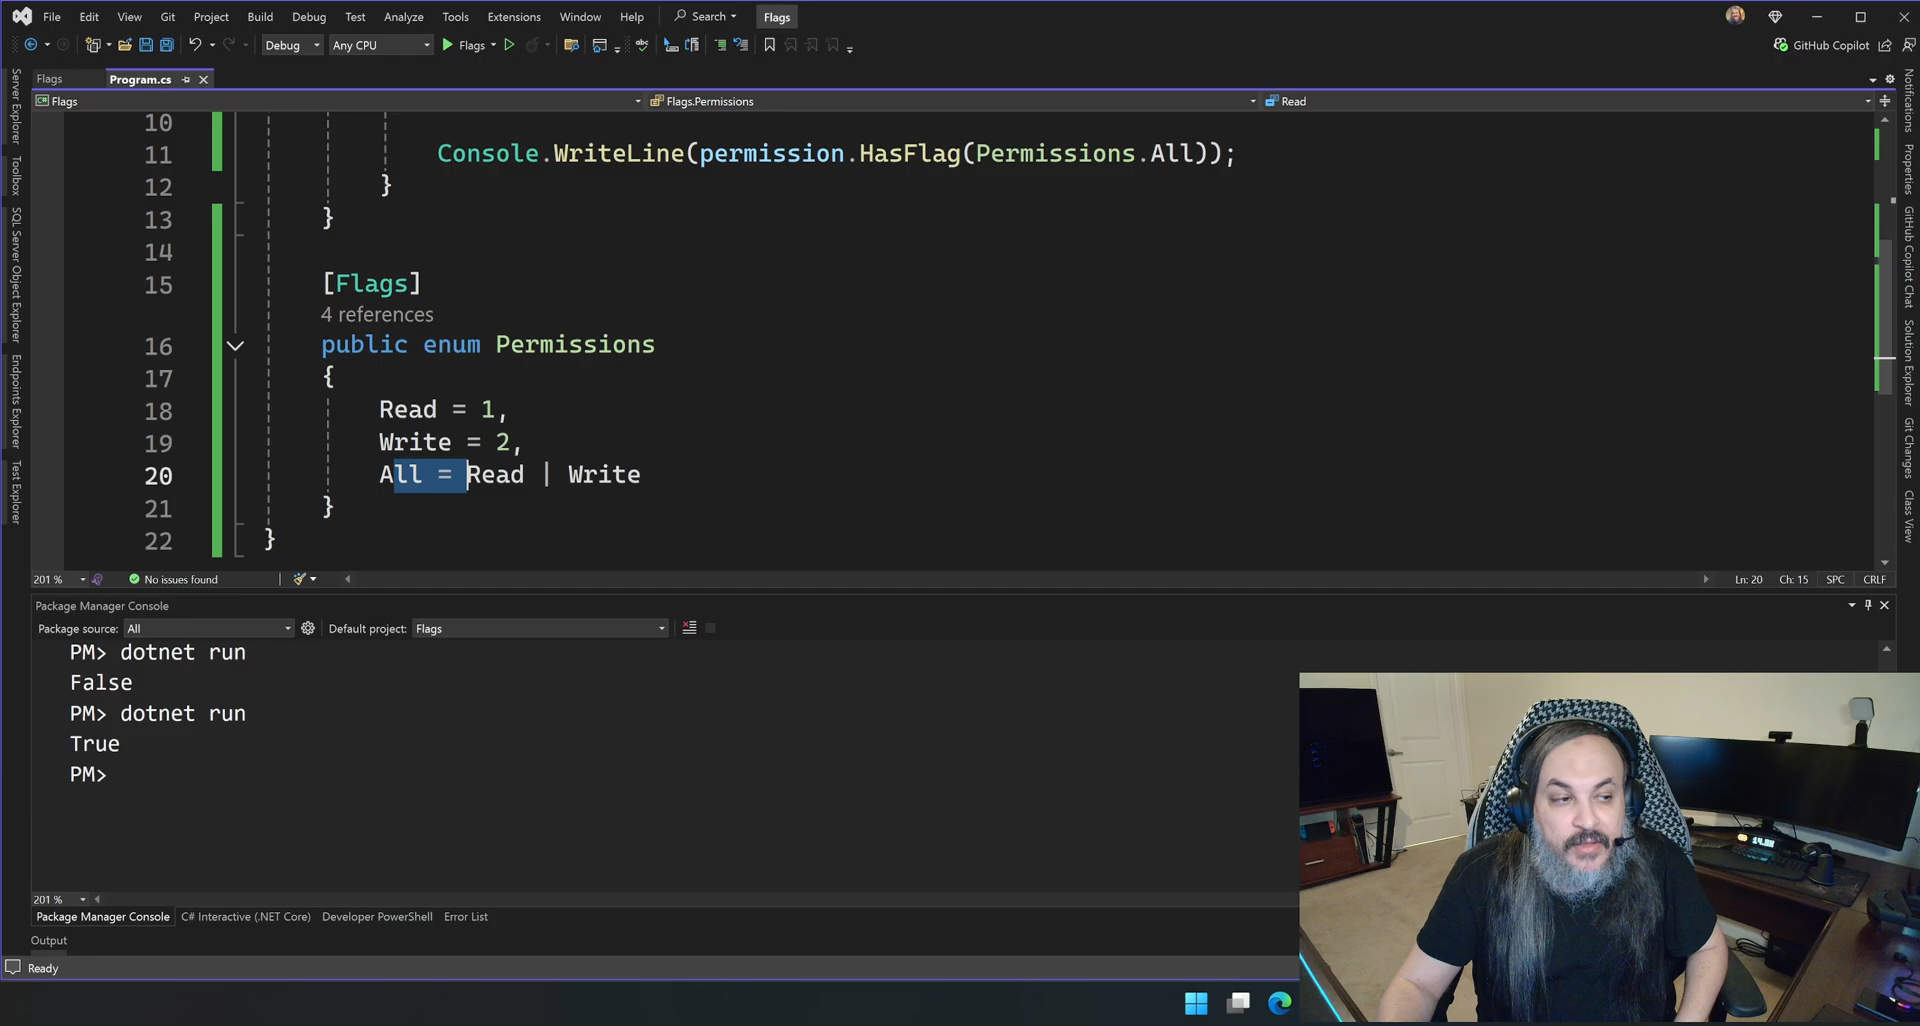 File Edit View Git Project Build Debug Test Analyze Tools Extensions Window Help Search Flags
Debug Any CPU Flags GitHub Copilot
Flags Program.cs
Flags Flags.Permissions Read
10
11 Console.WriteLine(permission.HasFlag(Permissions.All));
12 }
13 }
14
15 [Flags]
4 references
16 public enum Permissions
17 {
18 Read = 1,
19 Write = 2,
20 All = Read | Write
21 }
22 }
201 % No issues found Ln: 20 Ch: 15 SPC CRLF
Package Manager Console
Package source: All Default project: Flags
PM> dotnet run
False
PM> dotnet run
True
PM>
201 %
Package Manager Console C# Interactive (.NET Core) Developer PowerShell Error List
Output
Ready
Server Explorer
Toolbox
SQL Server Object Explorer
Endpoints Explorer
Test Explorer
Notifications
Properties
GitHub Copilot Chat
Solution Explorer
Git Changes
Class View